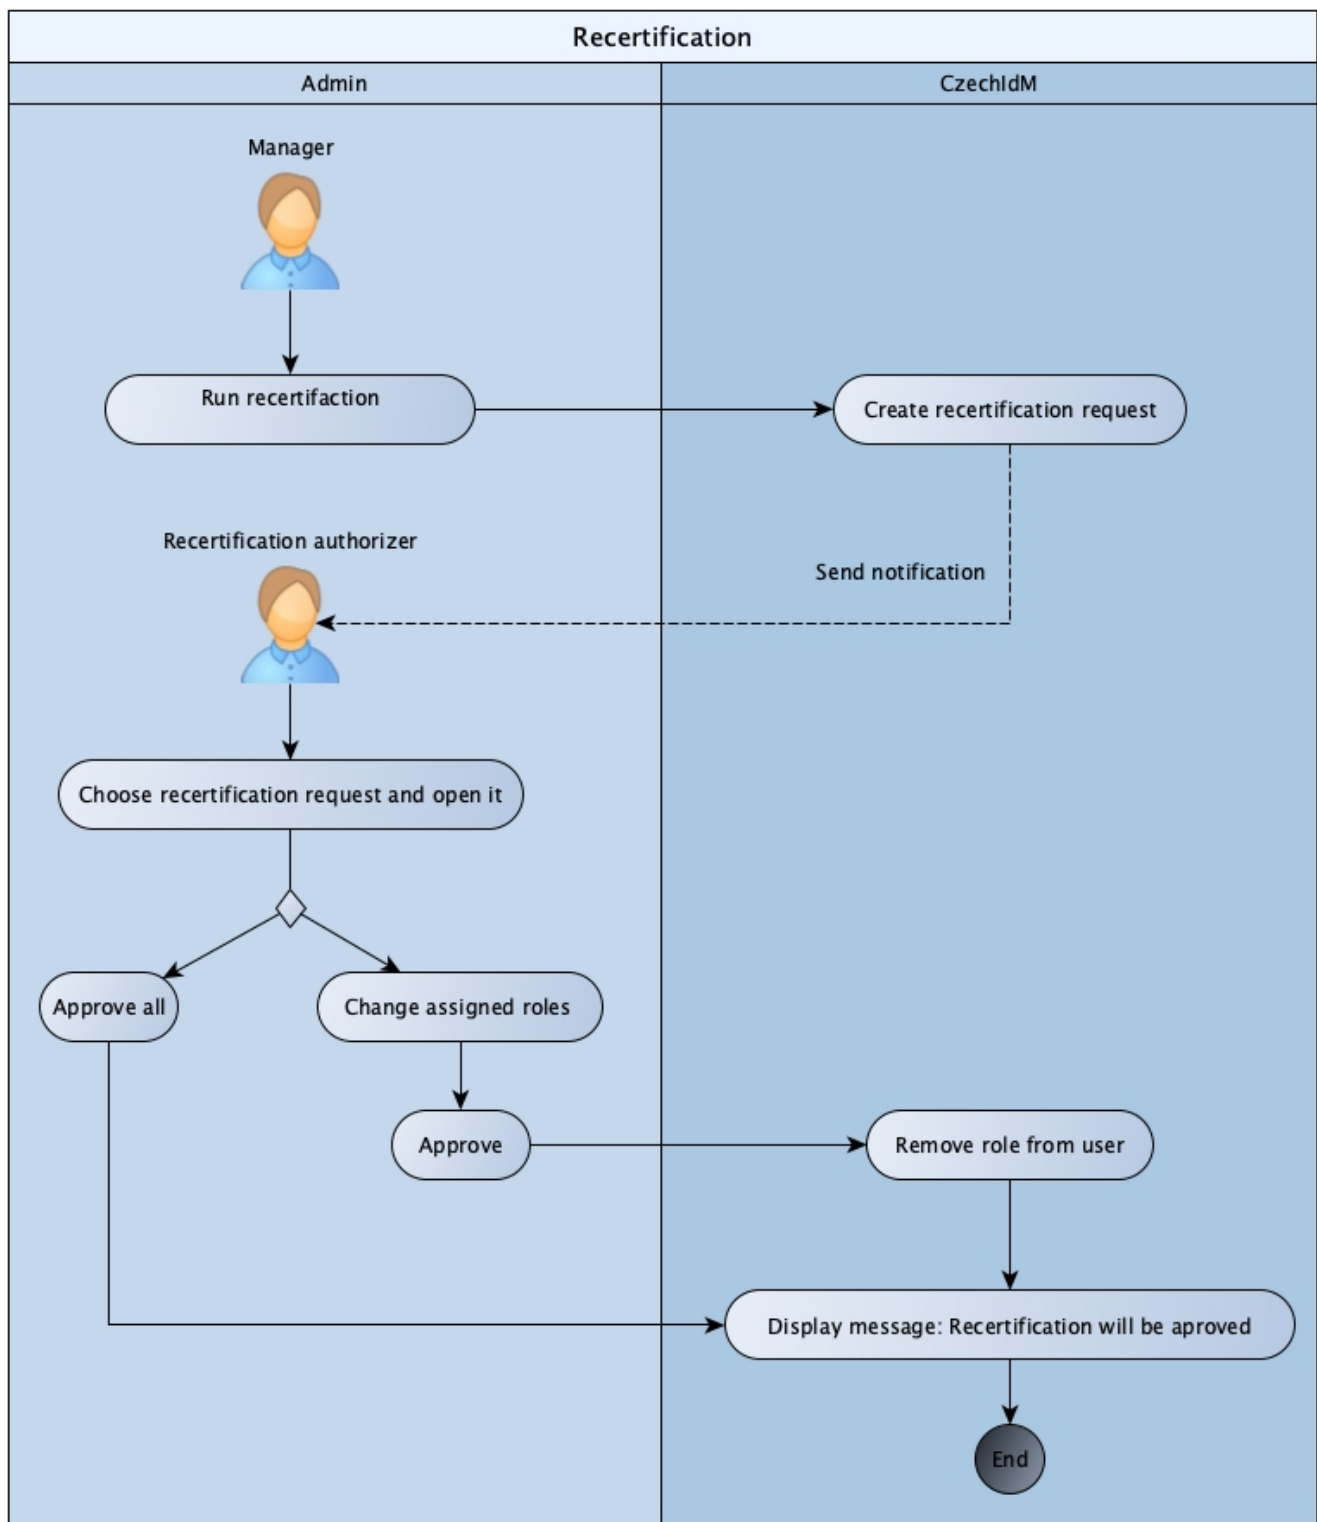 Recertification
Admin
CzechIdM
Manager
Run recertifaction
Create recertification request
Recertification authorizer
Send notification
Choose recertification request and open it
Approve all
Change assigned roles
Approve
Remove role from user
Display message: Recertification will be aproved
End